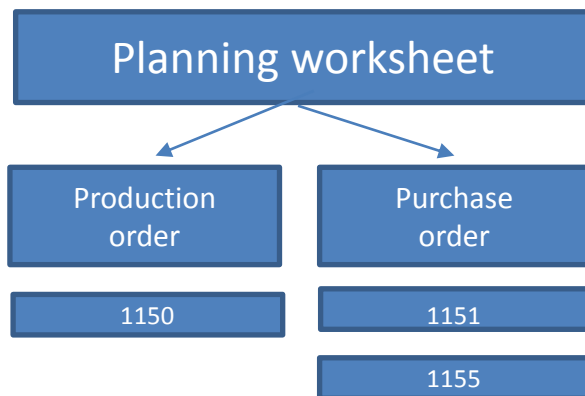 Planning worksheet
Production
order
Purchase
order
1150
1151
1155